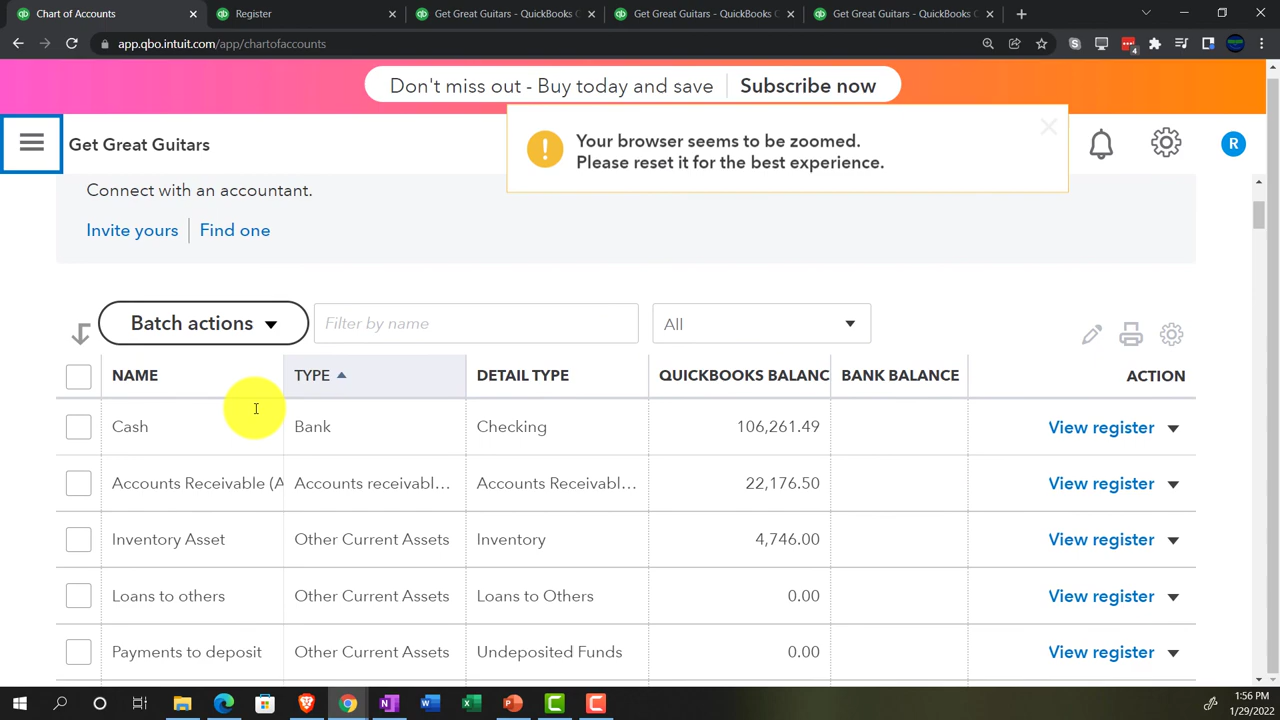 Chart of Accounts
Register
Get Great Guitars - QuickBooks C
Get Great Guitars - QuickBooks C
Get Great Guitars - QuickBooks C
app.qbo.intuit.com/app/chartofaccounts
4
Don't miss out - Buy today and save
Subscribe now
Get Great Guitars
Your browser seems to be zoomed.
Please reset it for the best experience.
R
Connect with an accountant.
Invite yours
Find one
Batch actions
Filter by name
All
NAME TYPE DETAIL TYPE QUICKBOOKS BALANC BANK BALANCE ACTION
Cash Bank Checking 106,261.49 View register
Accounts Receivable (A Accounts receivabl... Accounts Receivabl... 22,176.50 View register
Inventory Asset Other Current Assets Inventory 4,746.00 View register
Loans to others Other Current Assets Loans to Others 0.00 View register
Payments to deposit Other Current Assets Undeposited Funds 0.00 View register
1:56 PM
1/29/2022